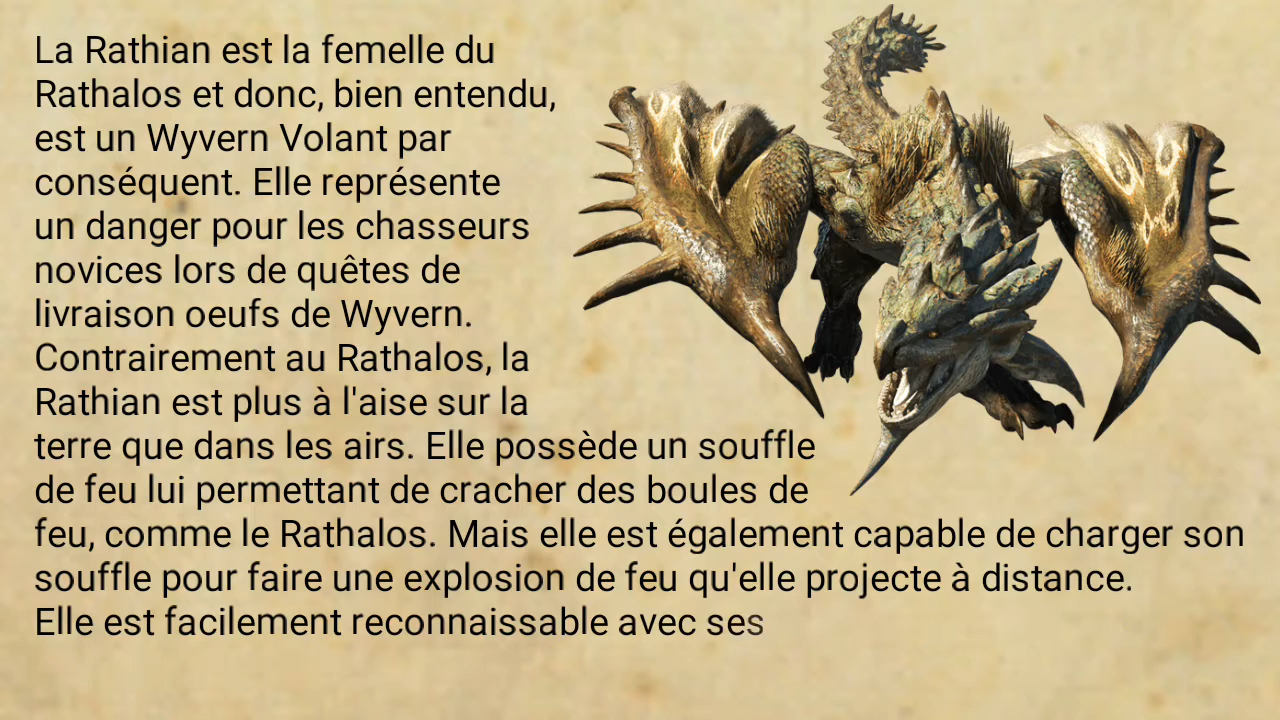 La Rathian est la femelle du
Rathalos et donc, bien entendu,
est un Wyvern Volant par
conséquent. Elle représente
un danger pour les chasseurs
novices lors de quêtes de
livraison oeufs de Wyvern.
Contrairement au Rathalos, la
Rathian est plus à l'aise sur la
terre que dans les airs. Elle possède un souffle
de feu lui permettant de cracher des boules de
feu, comme le Rathalos. Mais elle est également capable de charger son
souffle pour faire une explosion de feu qu'elle projecte à distance.
Elle est facilement reconnaissable avec ses